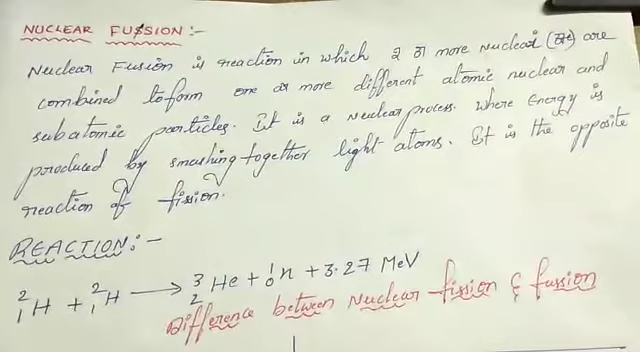 NUCLEAR FUSSION :-
Nuclear Fusion is reaction in which 2 or more nuclei (or) are
combined to form one or more different atomic nuclear and
subatomic particles. It is a nuclear process. Where Energy is
produced by smashing together light atoms. It is the opposite
reaction of fission.
REACTION :-
²₁H + ²₁H ⟶ ³₂He + ¹₀n + 3.27 MeV
Difference between Nuclear fission & fussion